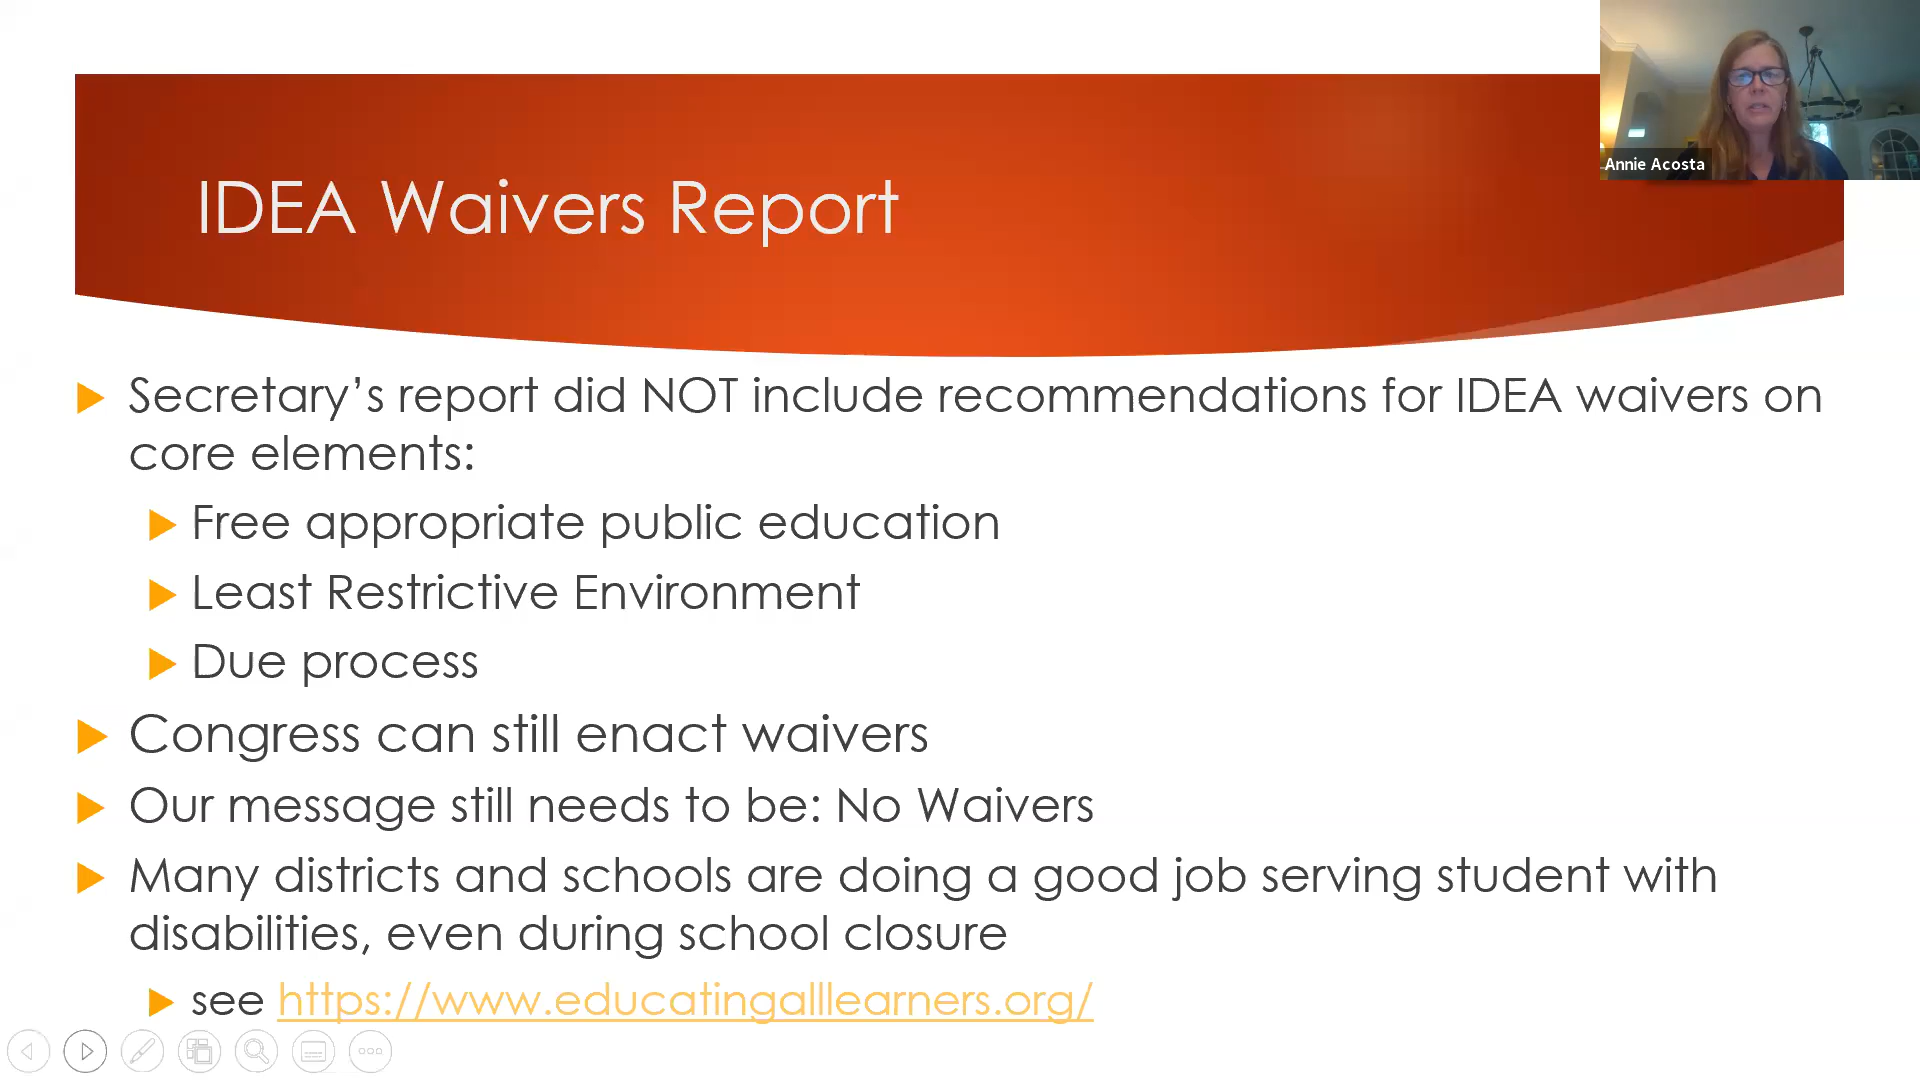 Annie Acosta
IDEA Waivers Report
Secretary’s report did NOT include recommendations for IDEA waivers on
core elements:
Free appropriate public education
Least Restrictive Environment
Due process
Congress can still enact waivers
Our message still needs to be: No Waivers
Many districts and schools are doing a good job serving student with
disabilities, even during school closure
see https://www.educatingalllearners.org/